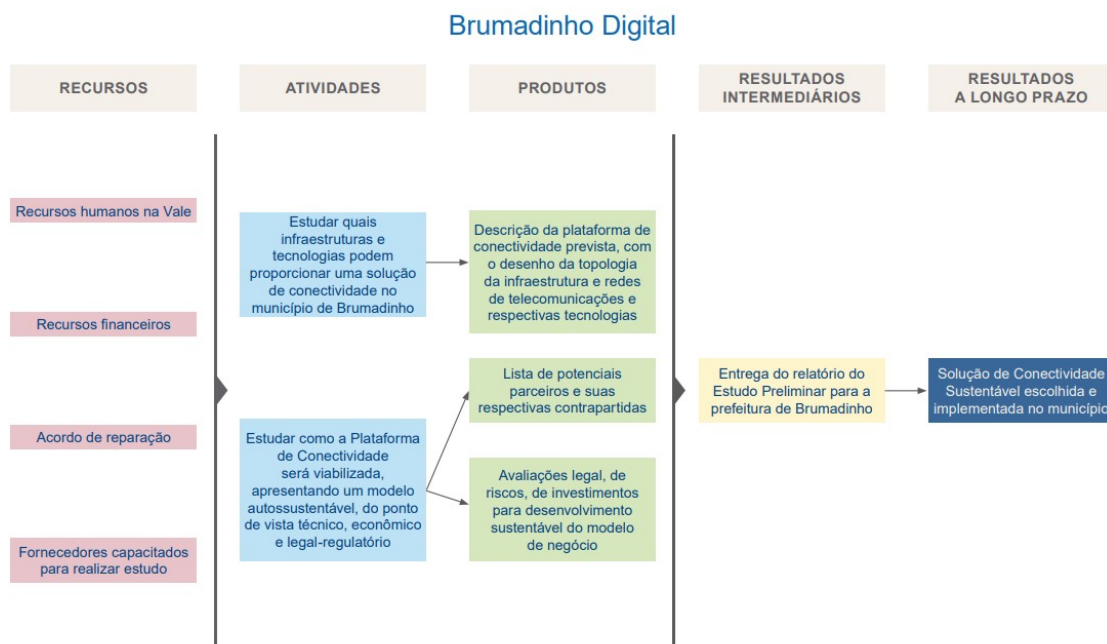 Brumadinho Digital
RECURSOS
ATIVIDADES
PRODUTOS
RESULTADOS
INTERMEDIÁRIOS
RESULTADOS
A LONGO PRAZO
Recursos humanos na Vale
Recursos financeiros
Acordo de reparação
Fornecedores capacitados
para realizar estudo
Estudar quais
infraestruturas e
tecnologias podem
proporcionar uma solução
de conectividade no
município de Brumadinho
Estudar como a Plataforma
de Conectividade
será viabilizada,
apresentando um modelo
autossustentável, do ponto
de vista técnico, econômico
e legal-regulatório
Descrição da plataforma de
conectividade prevista, com
o desenho da topologia
da infraestrutura e redes
de telecomunicações e
respectivas tecnologias
Lista de potenciais
parceiros e suas
respectivas contrapartidas
Avaliações legal, de
riscos, de investimentos
para desenvolvimento
sustentável do modelo
de negócio
Entrega do relatório do
Estudo Preliminar para a
prefeitura de Brumadinho
Solução de Conectividade
Sustentável escolhida e
implementada no município